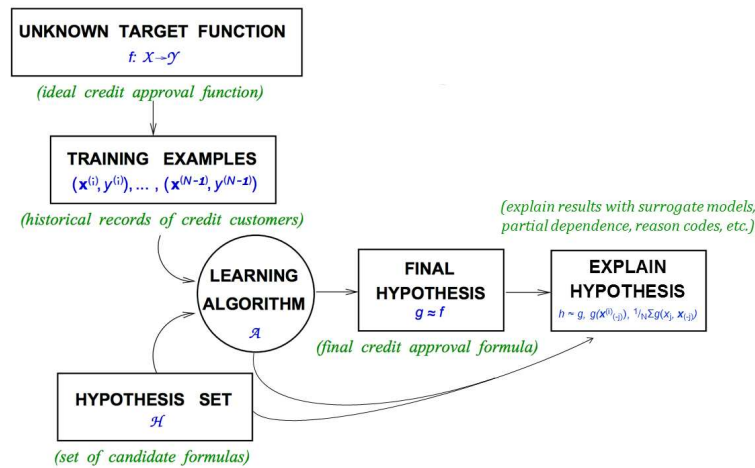 UNKNOWN TARGET FUNCTION
f: X→Y
(ideal credit approval function)
TRAINING EXAMPLES
(x⁽ⁱ⁾, y⁽ⁱ⁾), ... , (x⁽ᴺ⁻¹⁾, y⁽ᴺ⁻¹⁾)
(historical records of credit customers)
(explain results with surrogate models,
partial dependence, reason codes, etc.)
LEARNING
ALGORITHM
𝒜
FINAL
HYPOTHESIS
g ≈ f
(final credit approval formula)
EXPLAIN
HYPOTHESIS
h ~ g, g(x⁽ⁱ⁾₍₋ⱼ₎), ¹/N Σg(xⱼ, x₍₋ⱼ₎)
HYPOTHESIS SET
ℋ
(set of candidate formulas)